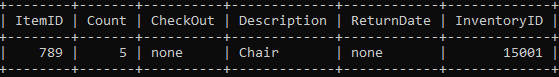 | ItemID | Count | CheckOut | Description | ReturnDate | InventoryID |
| 789 | 5 | none | Chair | none | 15001 |